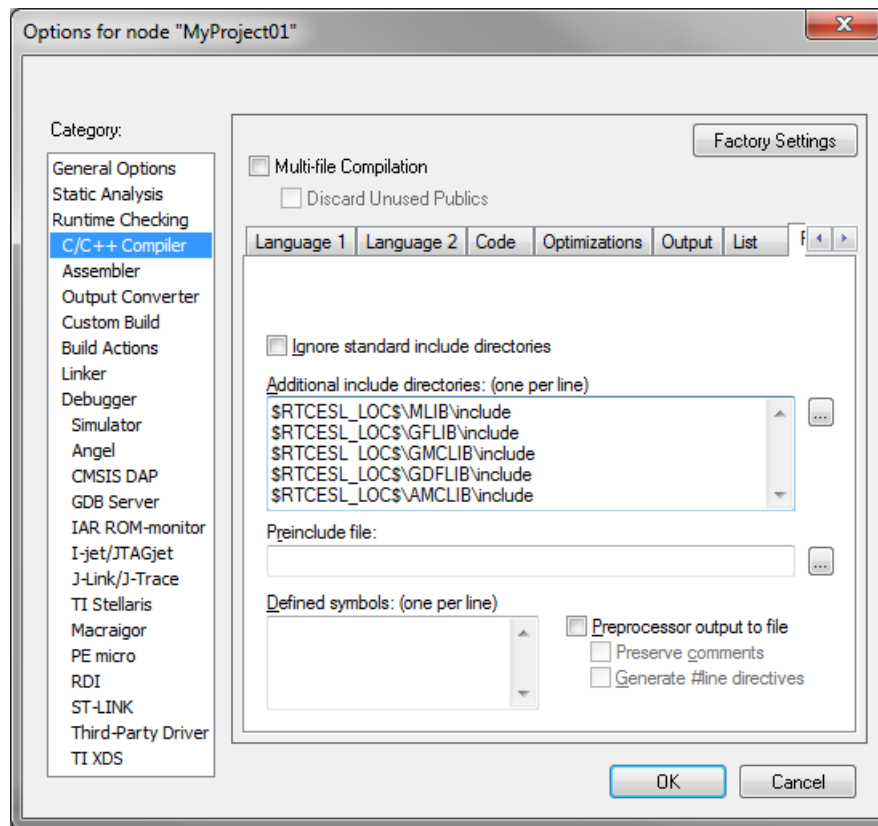 Options for node "MyProject01"
X
Category:
General Options
Static Analysis
Runtime Checking
C/C++ Compiler
Assembler
Output Converter
Custom Build
Build Actions
Linker
Debugger
Simulator
Angel
CMSIS DAP
GDB Server
IAR ROM-monitor
I-jet/JTAGjet
J-Link/J-Trace
TI Stellaris
Macraigor
PE micro
RDI
ST-LINK
Third-Party Driver
TI XDS
Factory Settings
Multi-file Compilation
Discard Unused Publics
Language 1 Language 2 Code Optimizations Output List
Ignore standard include directories
Additional include directories: (one per line)
$RTCESL_LOC$\MLIB\include
$RTCESL_LOC$\GFLIB\include
$RTCESL_LOC$\GMCLIB\include
$RTCESL_LOC$\GDFLIB\include
$RTCESL_LOC$\AMCLIB\include
...
Preinclude file:
...
Defined symbols: (one per line)
Preprocessor output to file
Preserve comments
Generate #line directives
OK Cancel